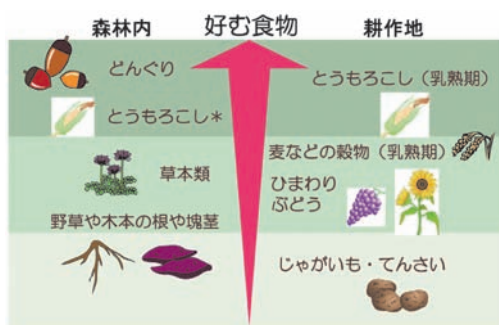 森林内
好む食物
耕作地
どんぐり
とうもろこし*
草本類
野草や木本の根や塊茎
とうもろこし(乳熟期)
麦などの穀物(乳熟期)
ひまわり
ぶどう
じゃがいも・てんさい